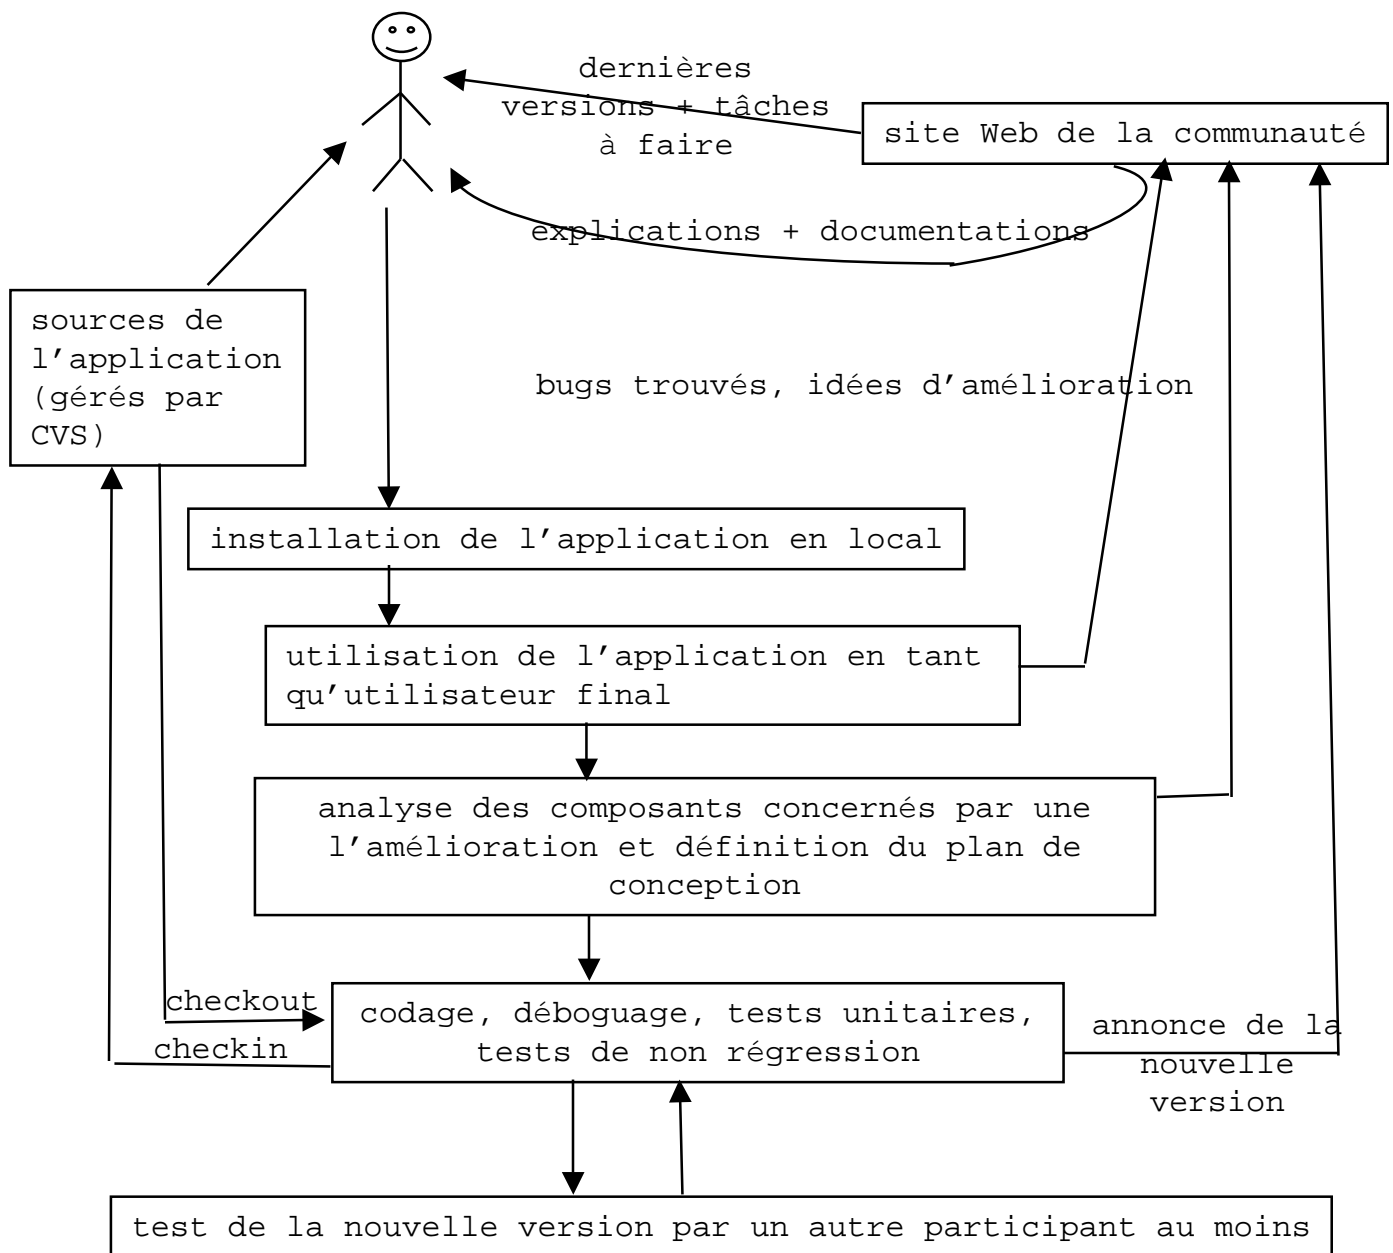 dernières
versions + tâches
à faire
site Web de la communauté
explications + documentations
sources de
l’application
(gérés par
CVS)
bugs trouvés, idées d’amélioration
installation de l’application en local
utilisation de l’application en tant
qu’utilisateur final
analyse des composants concernés par une
l’amélioration et définition du plan de
conception
checkout
checkin
codage, déboguage, tests unitaires,
tests de non régression
annonce de la
nouvelle
version
test de la nouvelle version par un autre participant au moins